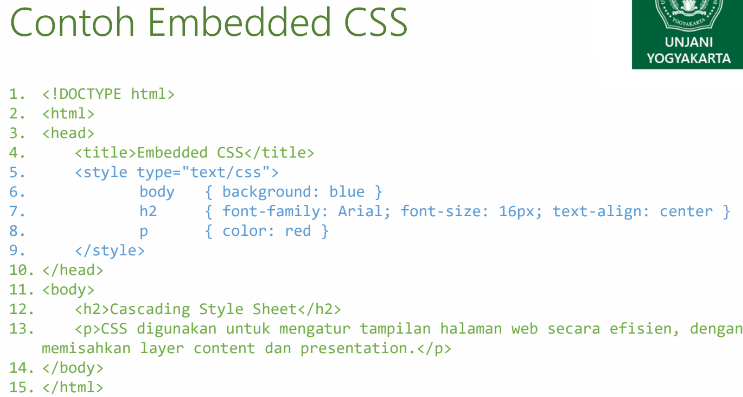 Contoh Embedded CSS
YOGYAKARTA
UNJANI
YOGYAKARTA
1. <!DOCTYPE html>
2. <html>
3. <head>
4. <title>Embedded CSS</title>
5. <style type="text/css">
6. body { background: blue }
7. h2 { font-family: Arial; font-size: 16px; text-align: center }
8. p { color: red }
9. </style>
10. </head>
11. <body>
12. <h2>Cascading Style Sheet</h2>
13. <p>CSS digunakan untuk mengatur tampilan halaman web secara efisien, dengan
memisahkan layer content dan presentation.</p>
14. </body>
15. </html>